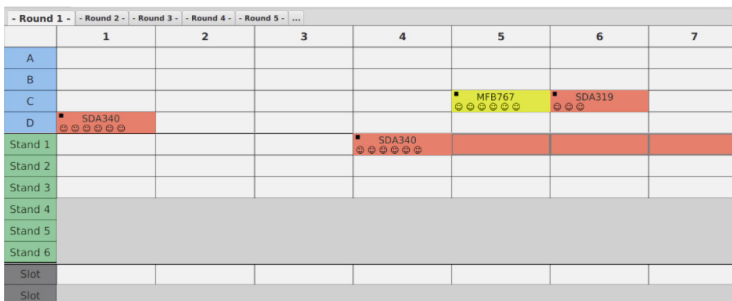 - Round 1 - - Round 2 - - Round 3 - - Round 4 - - Round 5 - ...
1 2 3 4 5 6 7
A
B
C MFB767 SDA319
D SDA340
Stand 1 SDA340
Stand 2
Stand 3
Stand 4
Stand 5
Stand 6
Slot
Slot